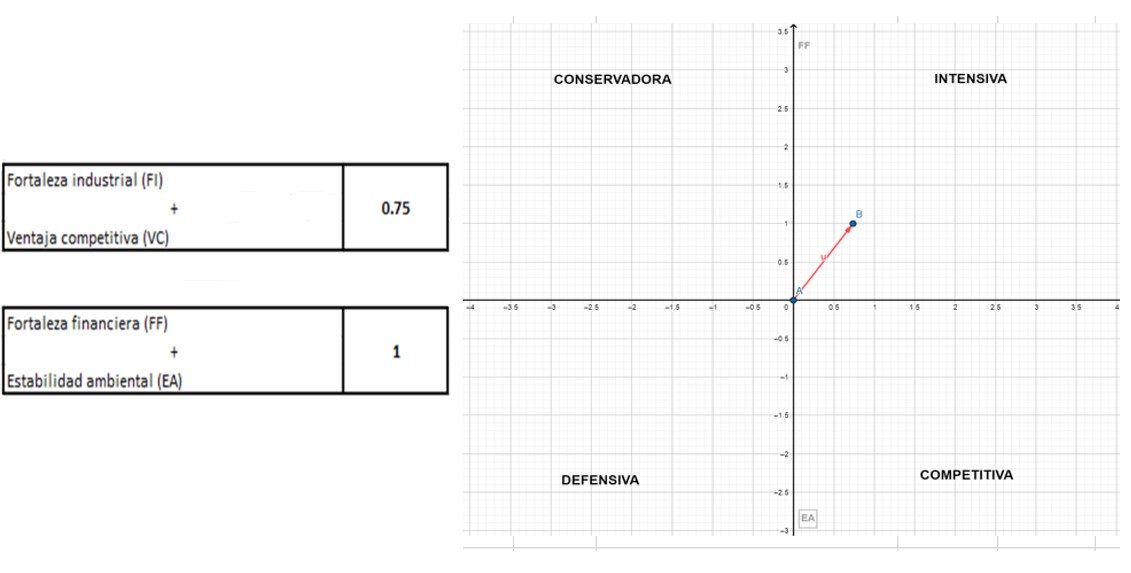 Fortaleza industrial (FI)
+
Ventaja competitiva (VC)
0.75
Fortaleza financiera (FF)
+
Estabilidad ambiental (EA)
1
FF
CONSERVADORA
INTENSIVA
3.5
3
2.5
2
1.5
1
0.5
B
u
A
−4
−3.5
−3
−2.5
−2
−1.5
−1
−0.5
0
0.5
1
1.5
2
2.5
3
3.5
4
−0.5
−1
−1.5
−2
−2.5
−3
DEFENSIVA
COMPETITIVA
EA